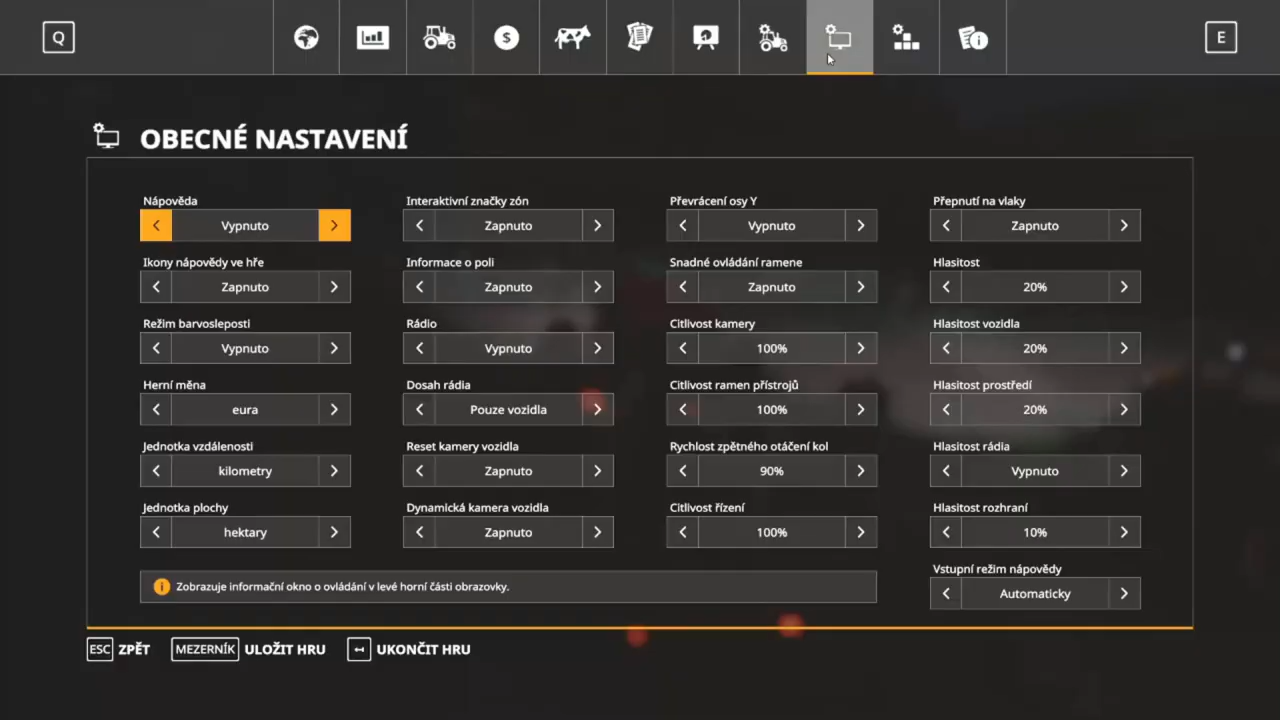 Q
E
OBECNÉ NASTAVENÍ
Nápověda
Vypnuto
Ikony nápovědy ve hře
Zapnuto
Režim barvosleposti
Vypnuto
Herní měna
eura
Jednotka vzdálenosti
kilometry
Jednotka plochy
hektary
Interaktivní značky zón
Zapnuto
Informace o poli
Zapnuto
Rádio
Vypnuto
Dosah rádia
Pouze vozidla
Reset kamery vozidla
Zapnuto
Dynamická kamera vozidla
Zapnuto
Převrácení osy Y
Vypnuto
Snadné ovládání ramene
Zapnuto
Citlivost kamery
100%
Citlivost ramen přístrojů
100%
Rychlost zpětného otáčení kol
90%
Citlivost řízení
100%
Přepnutí na vlaky
Zapnuto
Hlasitost
20%
Hlasitost vozidla
20%
Hlasitost prostředí
20%
Hlasitost rádia
Vypnuto
Hlasitost rozhraní
10%
Vstupní režim nápovědy
Automaticky
Zobrazuje informační okno o ovládání v levé horní části obrazovky.
ESC ZPĚT MEZERNÍK ULOŽIT HRU UKONČIT HRU